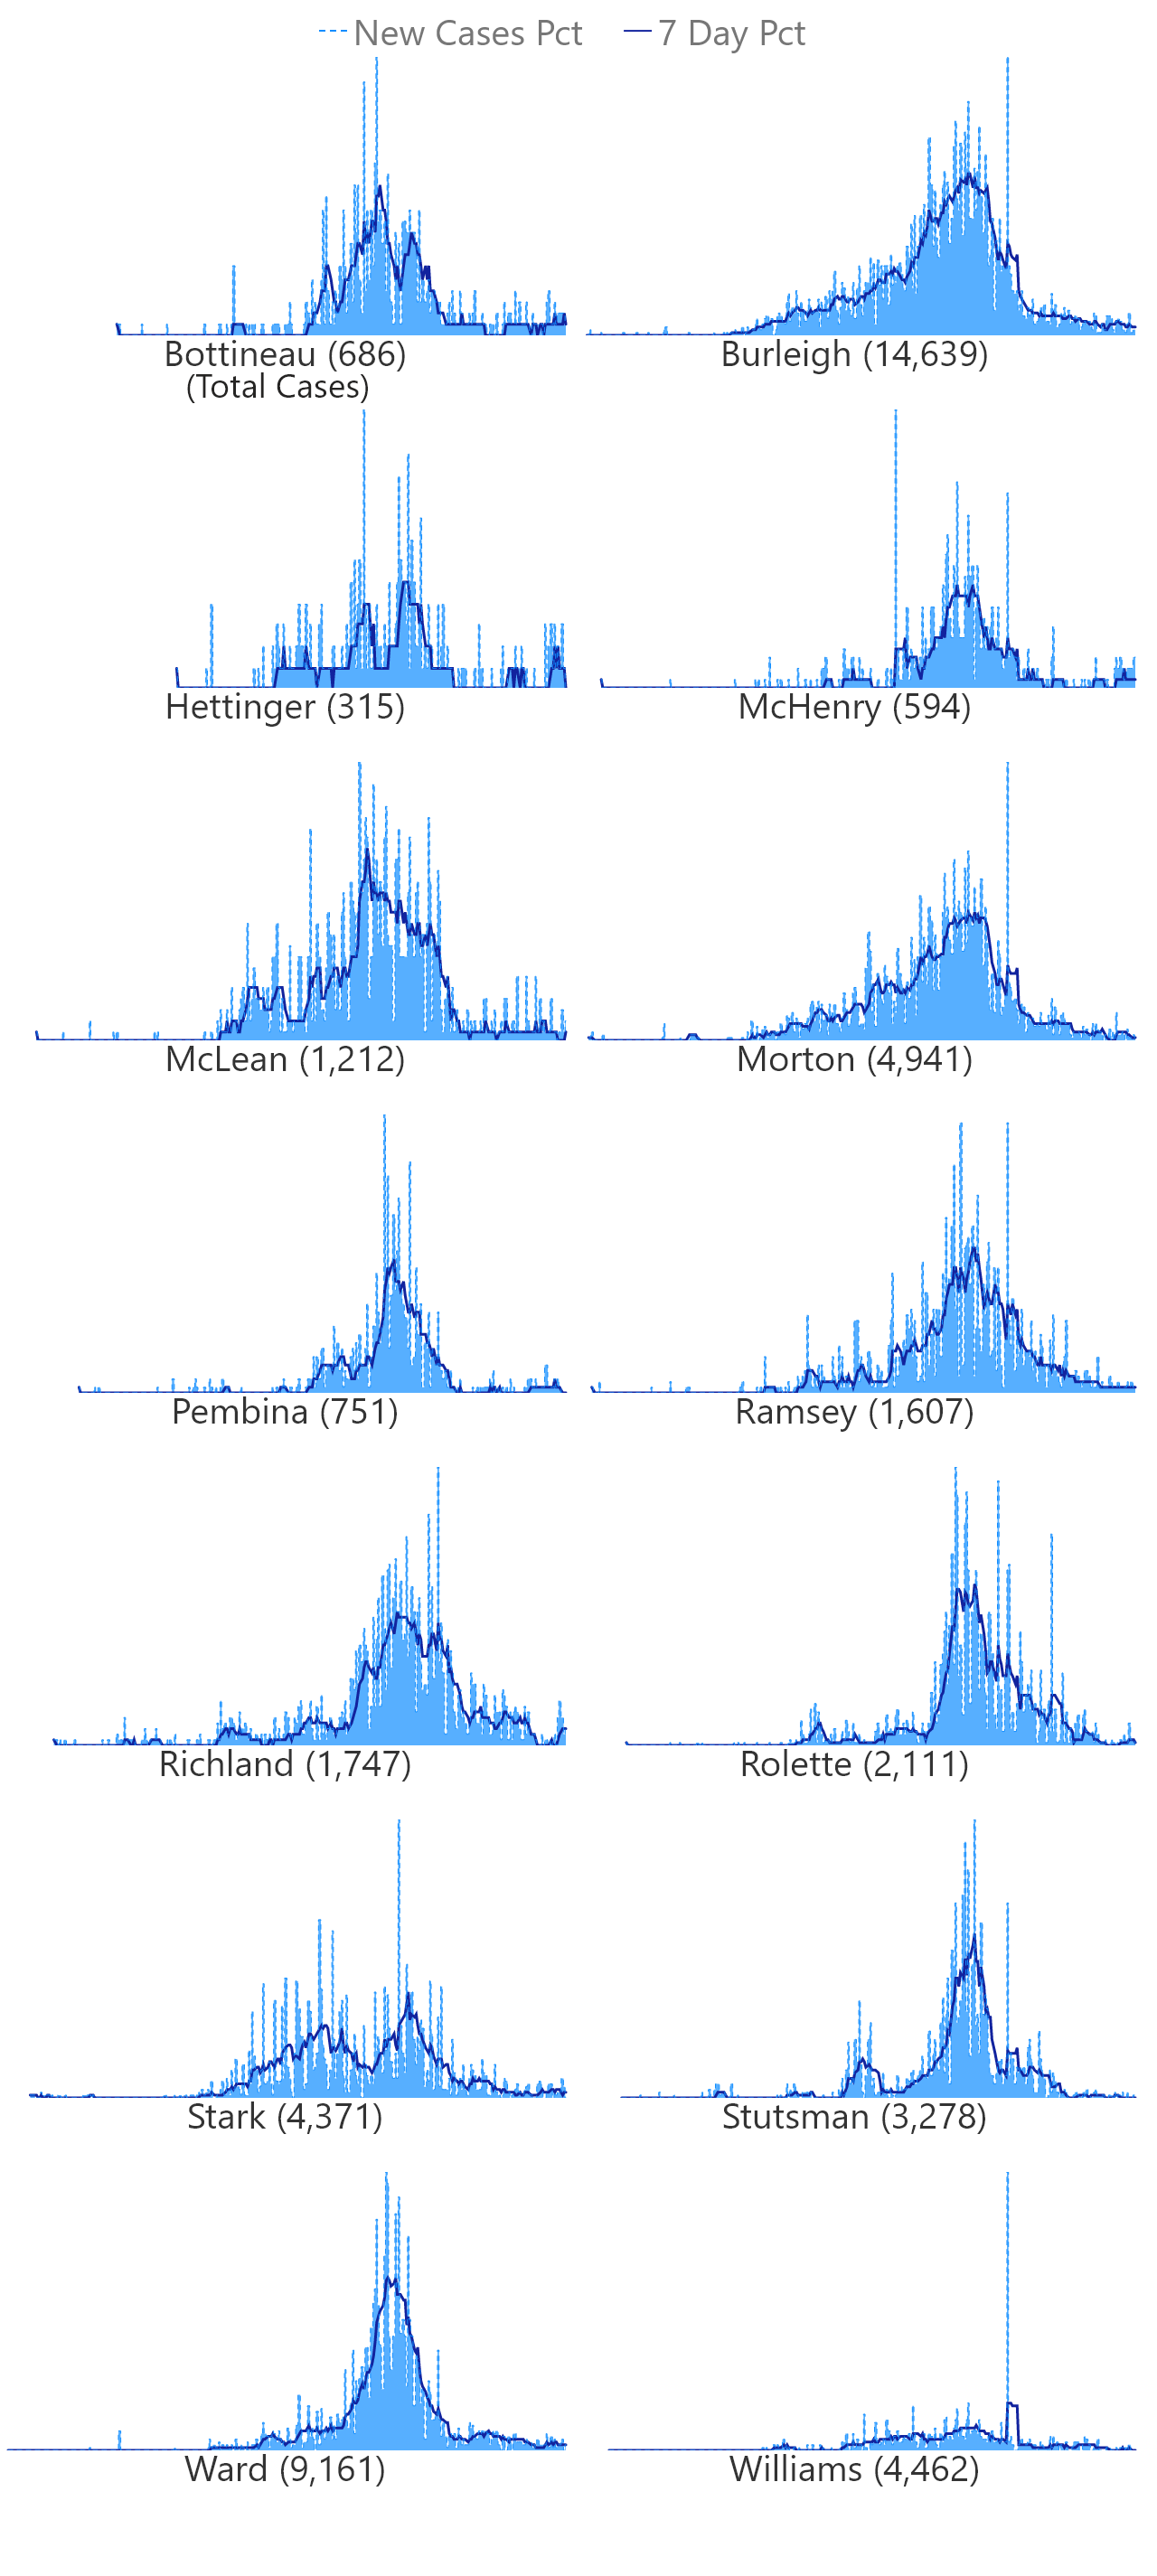 New Cases Pct 7 Day Pct
Bottineau (686) Burleigh (14,639)
(Total Cases)
Hettinger (315) McHenry (594)
McLean (1,212) Morton (4,941)
Pembina (751) Ramsey (1,607)
Richland (1,747) Rolette (2,111)
Stark (4,371) Stutsman (3,278)
Ward (9,161) Williams (4,462)